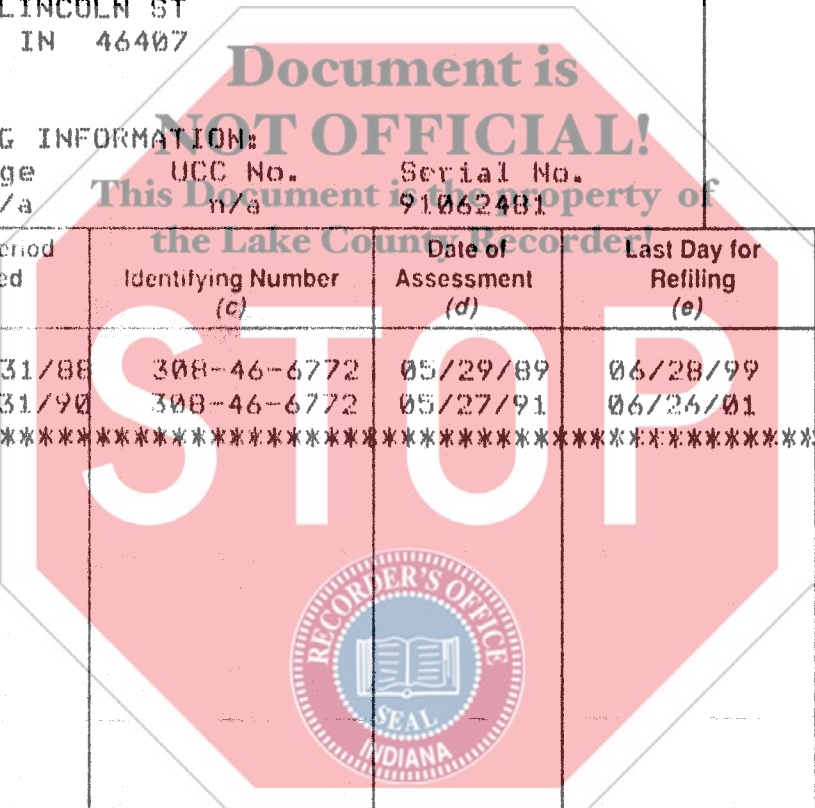 LINCOLN ST
IN 46407
Document is
NOT OFFICIAL!
G INFORMATION:
ge UCC No. Serial No.
This Document is the property of
/a n/a 91062481
the Lake County Recorder!
eriod Date of Last Day for
ed Identifying Number Assessment Refiling
(c) (d) (e)
31/88 308-46-6772 05/29/89 06/28/99
31/90 308-46-6772 05/27/91 06/26/01
STOP
RECORDER'S OFFICE
SEAL
INDIANA